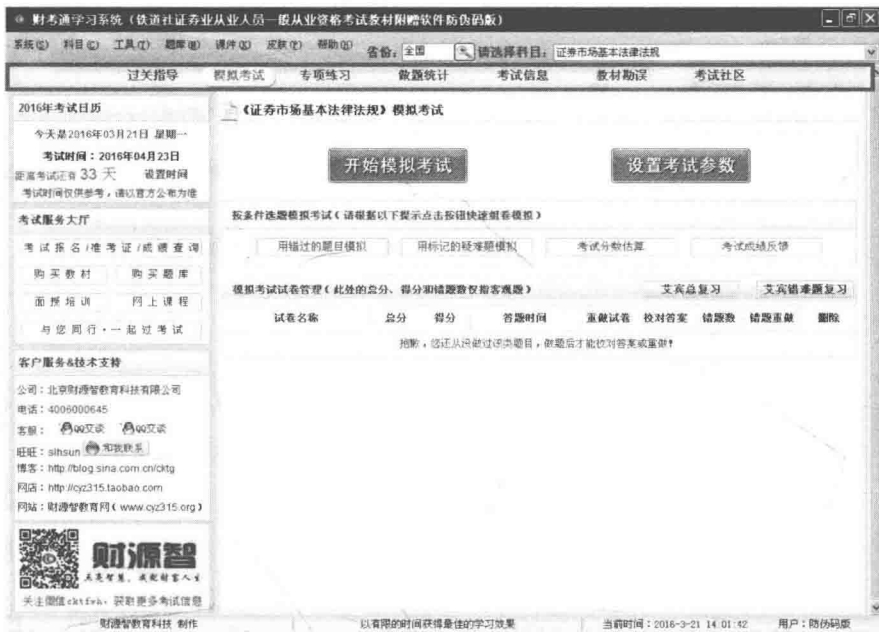 财考通学习系统（铁道社证券业从业人员一般从业资格考试教材附赠软件防伪码版）
系统(S) 科目(C) 工具(T) 题库(W) 课件(K) 皮肤(P) 帮助(H) 省份：全国 请选择科目：证券市场基本法律法规
过关指导 模拟考试 专项练习 做题统计 考试信息 教材勘误 考试社区
2016年考试日历
今天是2016年03月21日 星期一
考试时间：2016年04月23日
距离考试还有 33 天 设置时间
考试时间仅供参考，请以官方公布为准
考试服务大厅
考试报名/准考证/成绩查询
购买教材 购买题库
面授培训 网上课程
与您同行·一起过考试
客户服务&技术支持
公司：北京财源智教育科技有限公司
电话：4006000645
客服： QQ交谈 QQ交谈
旺旺：slhsun 和我联系
博客：http://blog.sina.com.cn/cktg
网店：http://cyz315.taobao.com
网站：财源智教育网(www.cyz315.org)
财源智
点亮智慧，成就财富人生
关注微信cktfwh，获取更多考试信息
《证券市场基本法律法规》模拟考试
开始模拟考试 设置考试参数
按条件选题模拟考试（请根据以下提示点击按钮快速组卷模拟）
用错过的题目模拟 用标记的疑难题模拟 考试分数估算 考试成绩反馈
模拟考试试卷管理（此处的总分、得分和错题数仅指客观题） 艾宾总复习 艾宾错难题复习
试卷名称 总分 得分 答题时间 重做试卷 校对答案 错题数 错题重做 删除
抱歉，您还从没做过该类题目，做题后才能校对答案或重做！
财源智教育科技 制作 以有限的时间获得最佳的学习效果 当前时间：2016-3-21 14:01:42 用户：防伪码版